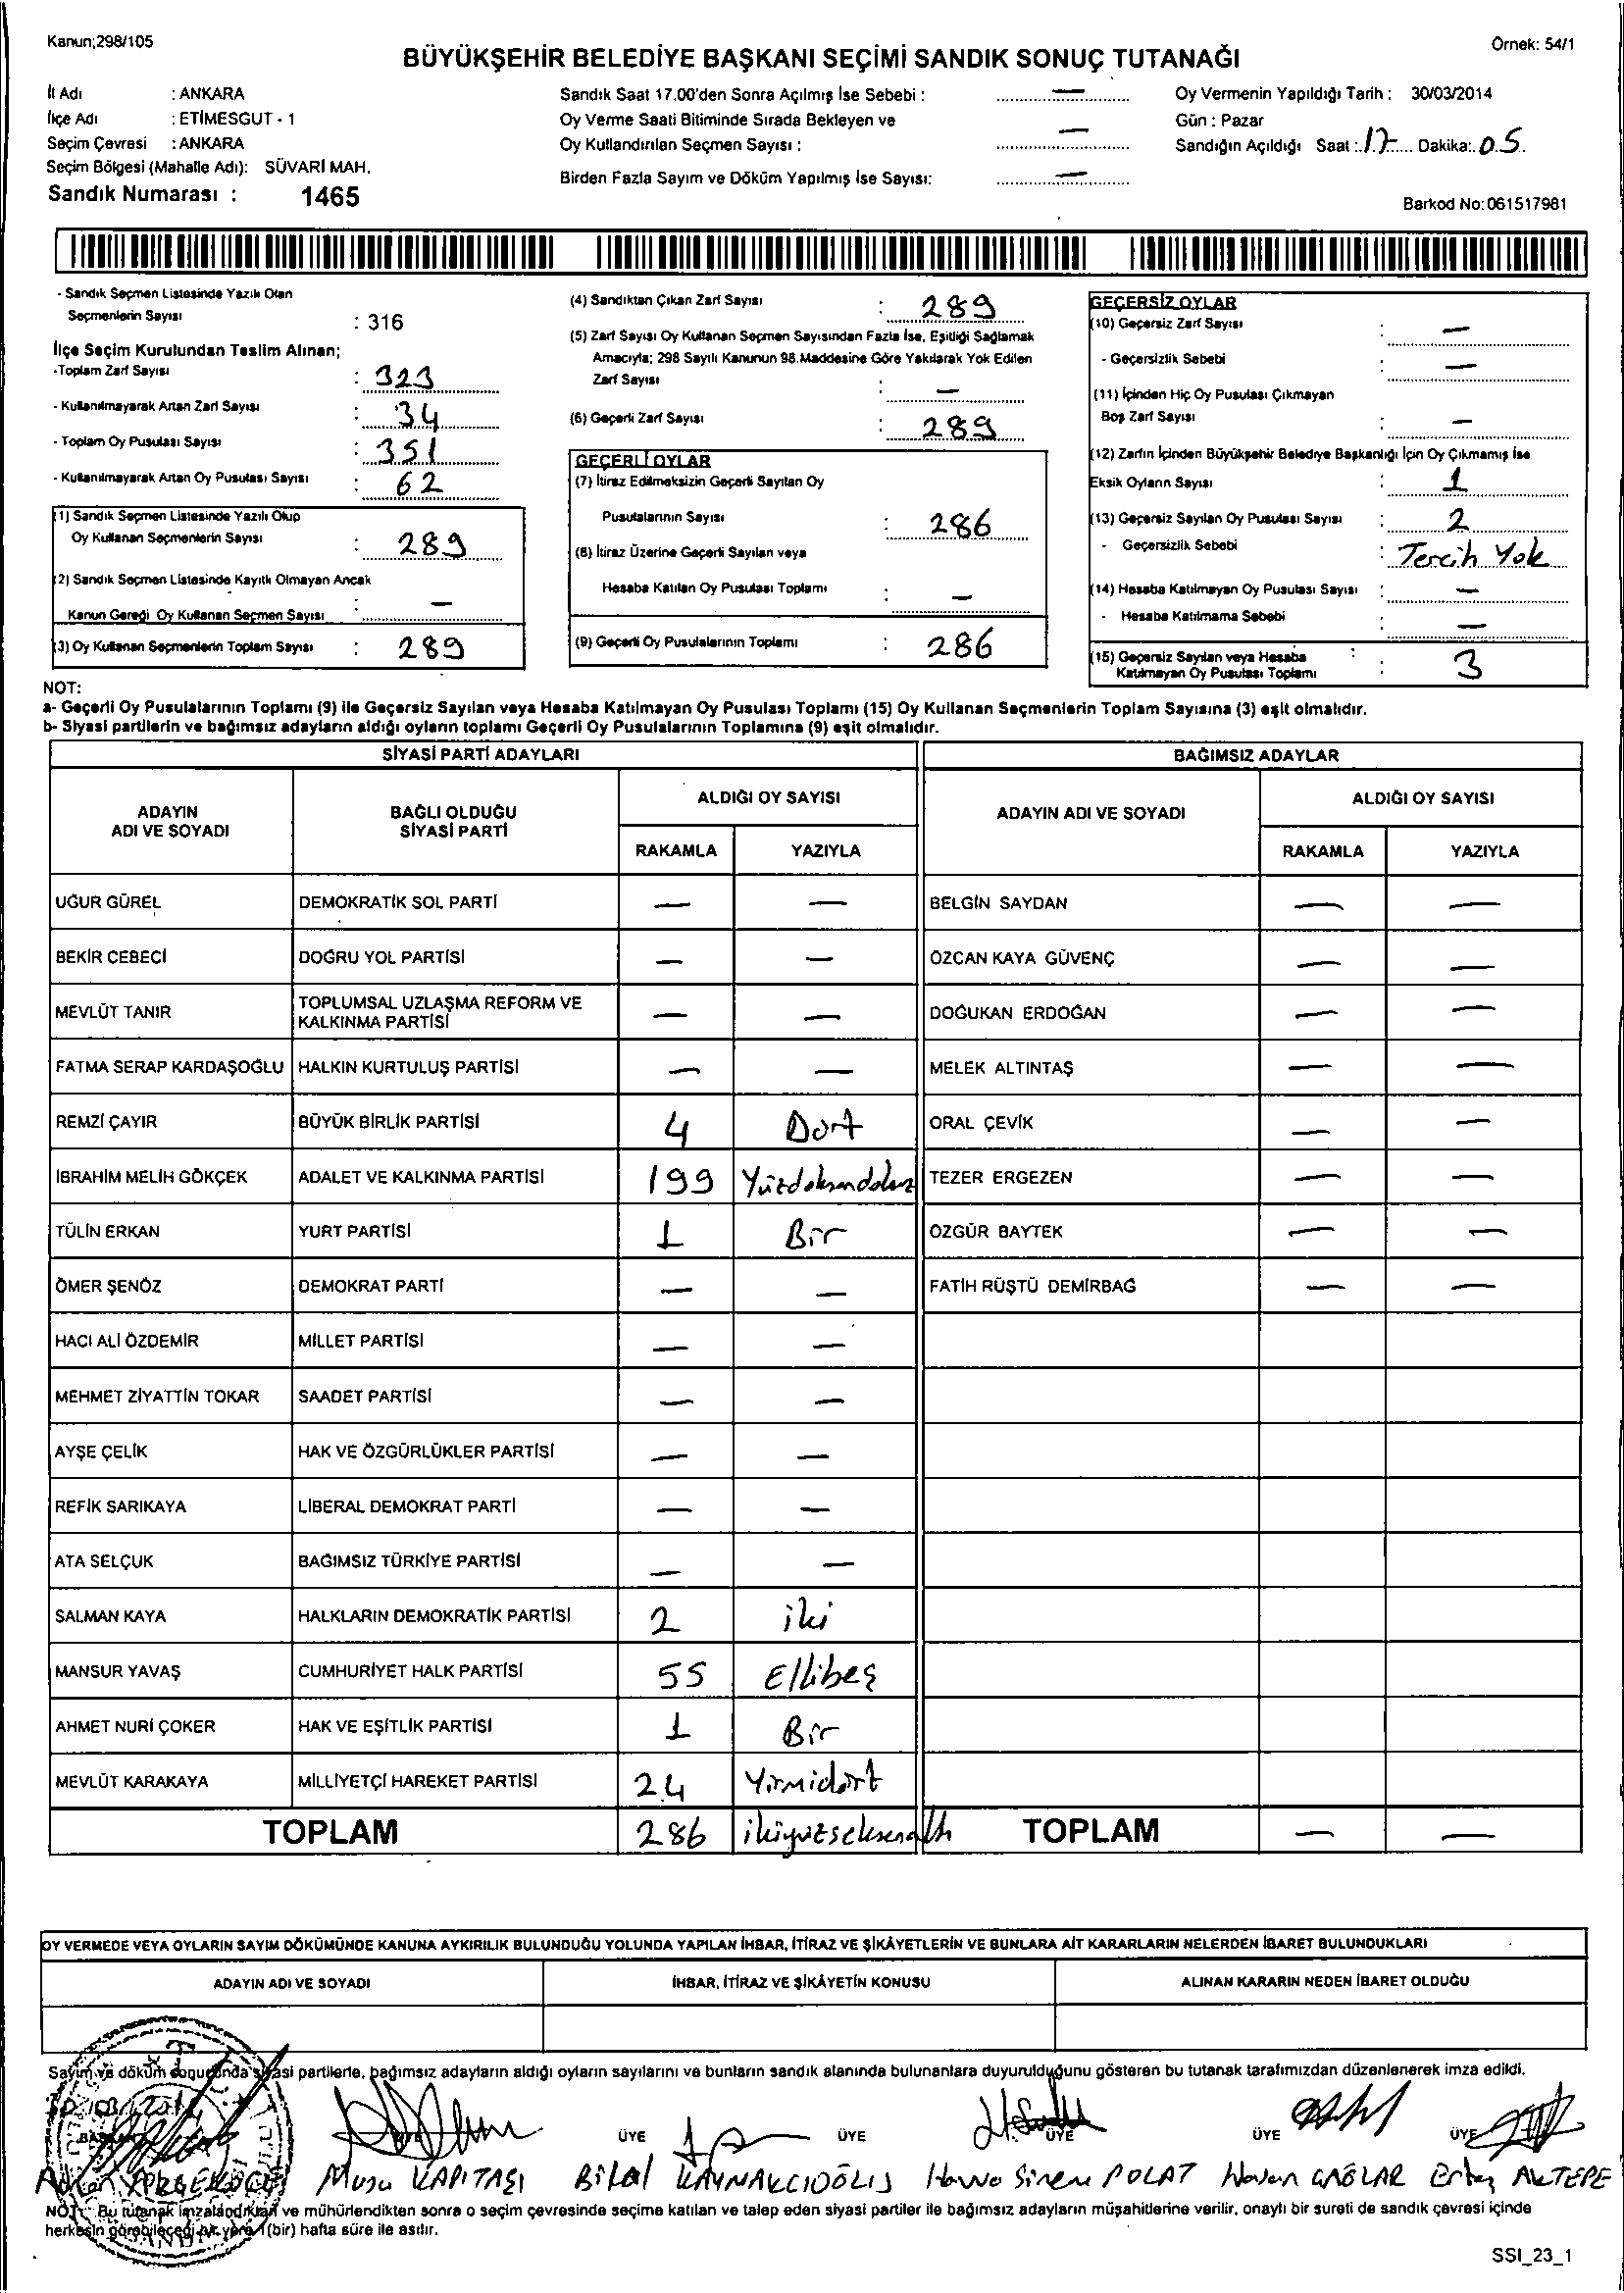 Kanun;298/105
Örnek: 54/1
BÜYÜKŞEHİR BELEDİYE BAŞKANI SEÇİMİ SANDIK SONUÇ TUTANAĞI
İl Adı : ANKARA
İlçe Adı : ETİMESGUT - 1
Seçim Çevresi : ANKARA
Seçim Bölgesi (Mahalle Adı): SÜVARİ MAH.
Sandık Numarası : 1465
Sandık Saat 17.00'den Sonra Açılmış İse Sebebi : —
Oy Verme Saati Bitiminde Sırada Bekleyen ve
Oy Kullandırılan Seçmen Sayısı : —
Birden Fazla Sayım ve Döküm Yapılmış İse Sayısı: —
Oy Vermenin Yapıldığı Tarih : 30/03/2014
Gün : Pazar
Sandığın Açıldığı Saat : 17 Dakika: 05
Barkod No: 061517981
- Sandık Seçmen Listesinde Yazılı Olan
Seçmenlerin Sayısı : 316
İlçe Seçim Kurulundan Teslim Alınan;
-Toplam Zarf Sayısı : 323
- Kullanılmayarak Artan Zarf Sayısı : 34
- Toplam Oy Pusulası Sayısı : 351
- Kullanılmayarak Artan Oy Pusulası Sayısı : 62
(1) Sandık Seçmen Listesinde Yazılı Olup
Oy Kullanan Seçmenlerin Sayısı : 289
(2) Sandık Seçmen Listesinde Kayıtlı Olmayan Ancak
Kanun Gereği Oy Kullanan Seçmen Sayısı : —
(3) Oy Kullanan Seçmenlerin Toplam Sayısı : 289
(4) Sandıktan Çıkan Zarf Sayısı : 289
(5) Zarf Sayısı Oy Kullanan Seçmen Sayısından Fazla İse, Eşitliği Sağlamak
Amacıyla; 298 Sayılı Kanunun 98.Maddesine Göre Yakılarak Yok Edilen
Zarf Sayısı : —
(6) Geçerli Zarf Sayısı : 289
GEÇERLİ OYLAR
(7) İtiraz Edilmeksizin Geçerli Sayılan Oy
Pusulalarının Sayısı : 286
(8) İtiraz Üzerine Geçerli Sayılan veya
Hesaba Katılan Oy Pusulası Toplamı : —
(9) Geçerli Oy Pusulalarının Toplamı : 286
GEÇERSİZ OYLAR
(10) Geçersiz Zarf Sayısı : —
- Geçersizlik Sebebi : —
(11) İçinden Hiç Oy Pusulası Çıkmayan
Boş Zarf Sayısı : —
(12) Zarfın İçinden Büyükşehir Belediye Başkanlığı İçin Oy Çıkmamış İse
Eksik Oyların Sayısı : 1
(13) Geçersiz Sayılan Oy Pusulası Sayısı : 2
- Geçersizlik Sebebi : Tercih Yok
(14) Hesaba Katılmayan Oy Pusulası Sayısı : —
- Hesaba Katılmama Sebebi : —
(15) Geçersiz Sayılan veya Hesaba
Katılmayan Oy Pusulası Toplamı : 3
NOT:
a- Geçerli Oy Pusulalarının Toplamı (9) ile Geçersiz Sayılan veya Hesaba Katılmayan Oy Pusulası Toplamı (15) Oy Kullanan Seçmenlerin Toplam Sayısına (3) eşit olmalıdır.
b- Siyasi partilerin ve bağımsız adayların aldığı oyların toplamı Geçerli Oy Pusulalarının Toplamına (9) eşit olmalıdır.
SİYASİ PARTİ ADAYLARI
BAĞIMSIZ ADAYLAR
ADAYIN ADI VE SOYADI
BAĞLI OLDUĞU SİYASİ PARTİ
ALDIĞI OY SAYISI
RAKAMLA YAZIYLA
ADAYIN ADI VE SOYADI
ALDIĞI OY SAYISI
RAKAMLA YAZIYLA
UĞUR GÜREL DEMOKRATİK SOL PARTİ — — BELGİN SAYDAN — —
BEKİR CEBECİ DOĞRU YOL PARTİSİ — — ÖZCAN KAYA GÜVENÇ — —
MEVLÜT TANIR TOPLUMSAL UZLAŞMA REFORM VE KALKINMA PARTİSİ — — DOĞUKAN ERDOĞAN — —
FATMA SERAP KARDAŞOĞLU HALKIN KURTULUŞ PARTİSİ — — MELEK ALTINTAŞ — —
REMZİ ÇAYIR BÜYÜK BİRLİK PARTİSİ 4 Dört ORAL ÇEVİK — —
İBRAHİM MELİH GÖKÇEK ADALET VE KALKINMA PARTİSİ 199 Yüzdoksandokuz TEZER ERGEZEN — —
TÜLİN ERKAN YURT PARTİSİ 1 Bir ÖZGÜR BAYTEK — —
ÖMER ŞENÖZ DEMOKRAT PARTİ — — FATİH RÜŞTÜ DEMİRBAĞ — —
HACI ALİ ÖZDEMİR MİLLET PARTİSİ — —
MEHMET ZİYATTİN TOKAR SAADET PARTİSİ — —
AYŞE ÇELİK HAK VE ÖZGÜRLÜKLER PARTİSİ — —
REFİK SARIKAYA LİBERAL DEMOKRAT PARTİ — —
ATA SELÇUK BAĞIMSIZ TÜRKİYE PARTİSİ — —
SALMAN KAYA HALKLARIN DEMOKRATİK PARTİSİ 2 iki
MANSUR YAVAŞ CUMHURİYET HALK PARTİSİ 55 Ellibeş
AHMET NURİ ÇOKER HAK VE EŞİTLİK PARTİSİ 1 Bir
MEVLÜT KARAKAYA MİLLİYETÇİ HAREKET PARTİSİ 24 Yirmidört
TOPLAM 286 ikiyüzseksenaltı TOPLAM — —
OY VERMEDE VEYA OYLARIN SAYIM DÖKÜMÜNDE KANUNA AYKIRILIK BULUNDUĞU YOLUNDA YAPILAN İHBAR, İTİRAZ VE ŞİKÂYETLERİN VE BUNLARA AİT KARARLARIN NELERDEN İBARET BULUNDUKLARI
ADAYIN ADI VE SOYADI İHBAR, İTİRAZ VE ŞİKÂYETİN KONUSU ALINAN KARARIN NEDEN İBARET OLDUĞU
Sayım ve döküm sonucunda siyasi partilerle, bağımsız adayların aldığı oyların sayılarını ve bunların sandık alanında bulunanlara duyurulduğunu gösteren bu tutanak tarafımızdan düzenlenerek imza edildi.
ÜYE ÜYE ÜYE ÜYE ÜYE
Musa KAPITAŞI Bilal KAYNAKCIOĞLU Havva Sinem POLAT Hasan ÇAĞLAR AKTEPE
NOT: Bu tutanak imzalandıktan ve mühürlendikten sonra o seçim çevresinde seçime katılan ve talep eden siyasi partiler ile bağımsız adayların müşahitlerine verilir, onaylı bir sureti de sandık çevresi içinde
herkesin görebileceği bir yere 1 (bir) hafta süre ile asılır.
SSI_23_1